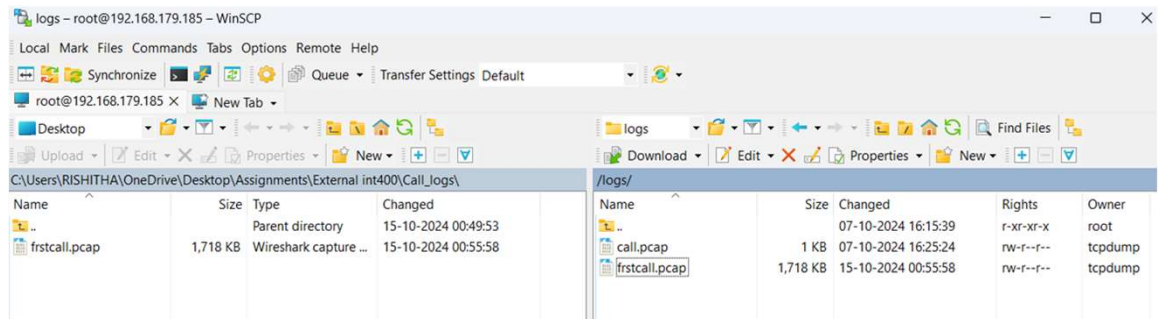 logs – root@192.168.179.185 – WinSCP
Local Mark Files Commands Tabs Options Remote Help
Synchronize Queue Transfer Settings Default
root@192.168.179.185 × New Tab
Desktop logs Find Files
Upload Edit Properties New Download Edit Properties New
C:\Users\RISHITHA\OneDrive\Desktop\Assignments\External int400\Call_logs\ /logs/
Name Size Type Changed Name Size Changed Rights Owner
.. Parent directory 15-10-2024 00:49:53 .. 07-10-2024 16:15:39 r-xr-xr-x root
frstcall.pcap 1,718 KB Wireshark capture ... 15-10-2024 00:55:58 call.pcap 1 KB 07-10-2024 16:25:24 rw-r--r-- tcpdump
frstcall.pcap 1,718 KB 15-10-2024 00:55:58 rw-r--r-- tcpdump